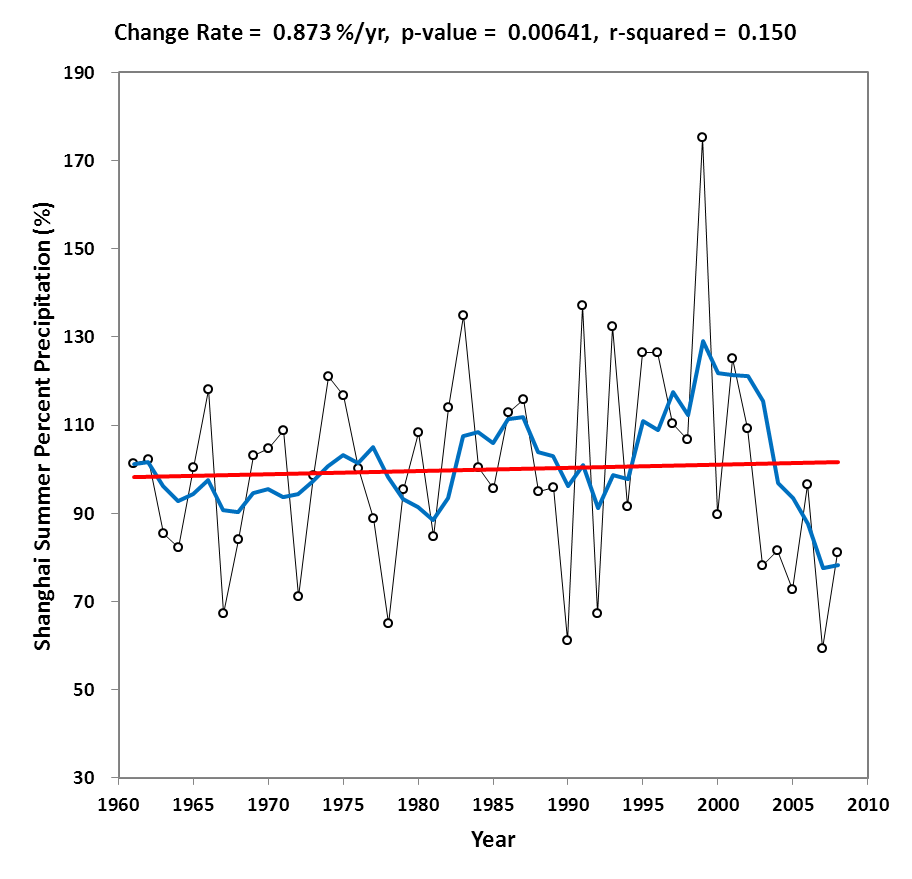 Change Rate = 0.873 %/yr, p-value = 0.00641, r-squared = 0.150
190
170
150
130
110
90
70
50
30
Shanghai Summer Percent Precipitation (%)
1960 1965 1970 1975 1980 1985 1990 1995 2000 2005 2010
Year